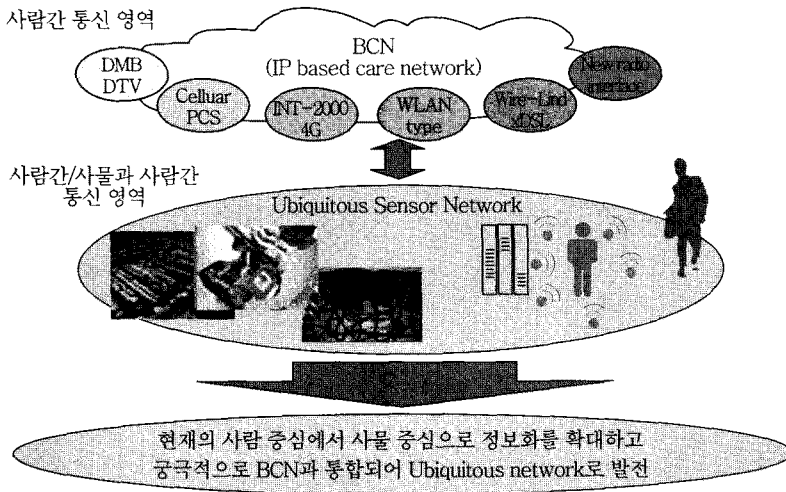 사람간 통신 영역
BCN
(IP based care network)
DMB
DTV
Celluar
PCS
INT-2000
4G
WLAN
type
Wire-Lind
xDSL
New radio
interface
사람간/사물과 사람간
통신 영역
Ubiquitous Sensor Network
현재의 사람 중심에서 사물 중심으로 정보화를 확대하고
궁극적으로 BCN과 통합되어 Ubiquitous network로 발전